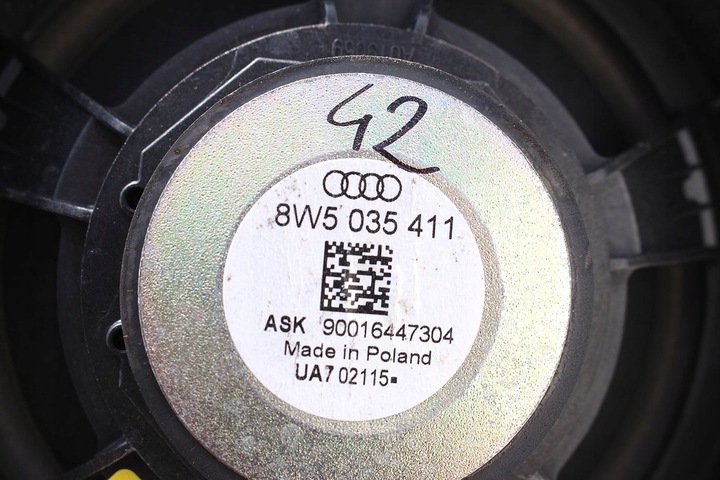 42
8W5 035 411
ASK 90016447304
Made in Poland
UA7 02115